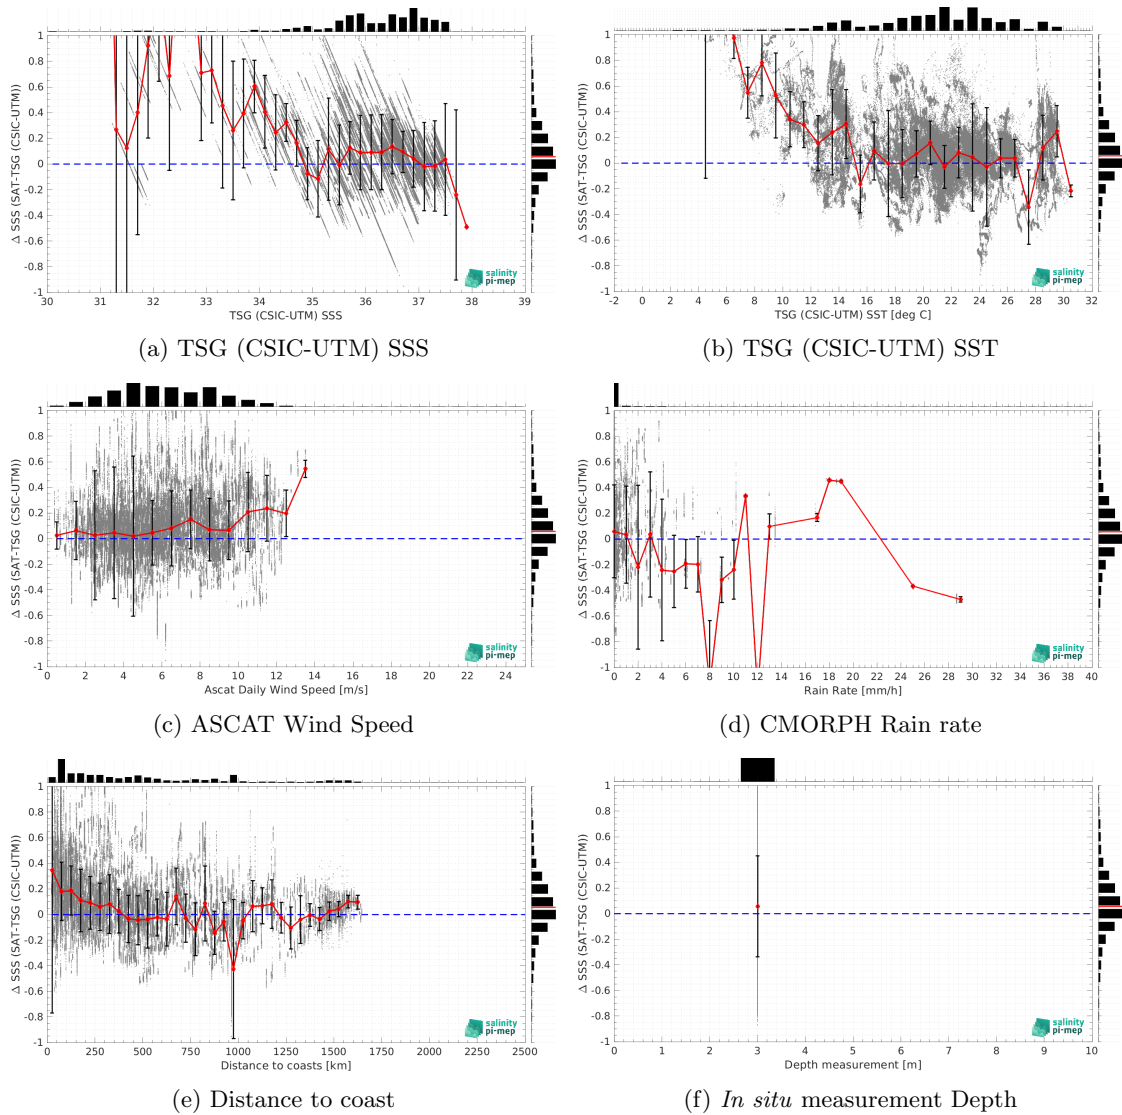 Δ SSS (SAT-TSG (CSIC-UTM))
1
0.8
0.6
0.4
0.2
0
-0.2
-0.4
-0.6
-0.8
-1
30 31 32 33 34 35 36 37 38 39
TSG (CSIC-UTM) SSS
salinity
pi-mep
(a) TSG (CSIC-UTM) SSS
Δ SSS (SAT-TSG (CSIC-UTM))
1
0.8
0.6
0.4
0.2
0
-0.2
-0.4
-0.6
-0.8
-1
-2 0 2 4 6 8 10 12 14 16 18 20 22 24 26 28 30 32
TSG (CSIC-UTM) SST [deg C]
salinity
pi-mep
(b) TSG (CSIC-UTM) SST
Δ SSS (SAT-TSG (CSIC-UTM))
1
0.8
0.6
0.4
0.2
0
-0.2
-0.4
-0.6
-0.8
-1
0 2 4 6 8 10 12 14 16 18 20 22 24
Ascat Daily Wind Speed [m/s]
salinity
pi-mep
(c) ASCAT Wind Speed
Δ SSS (SAT-TSG (CSIC-UTM))
1
0.8
0.6
0.4
0.2
0
-0.2
-0.4
-0.6
-0.8
-1
0 2 4 6 8 10 12 14 16 18 20 22 24 26 28 30 32 34 36 38 40
Rain Rate [mm/h]
salinity
pi-mep
(d) CMORPH Rain rate
Δ SSS (SAT-TSG (CSIC-UTM))
1
0.8
0.6
0.4
0.2
0
-0.2
-0.4
-0.6
-0.8
-1
0 250 500 750 1000 1250 1500 1750 2000 2250 2500
Distance to coasts [km]
salinity
pi-mep
(e) Distance to coast
Δ SSS (SAT-TSG (CSIC-UTM))
1
0.8
0.6
0.4
0.2
0
-0.2
-0.4
-0.6
-0.8
-1
0 1 2 3 4 5 6 7 8 9 10
Depth measurement [m]
salinity
pi-mep
(f) In situ measurement Depth